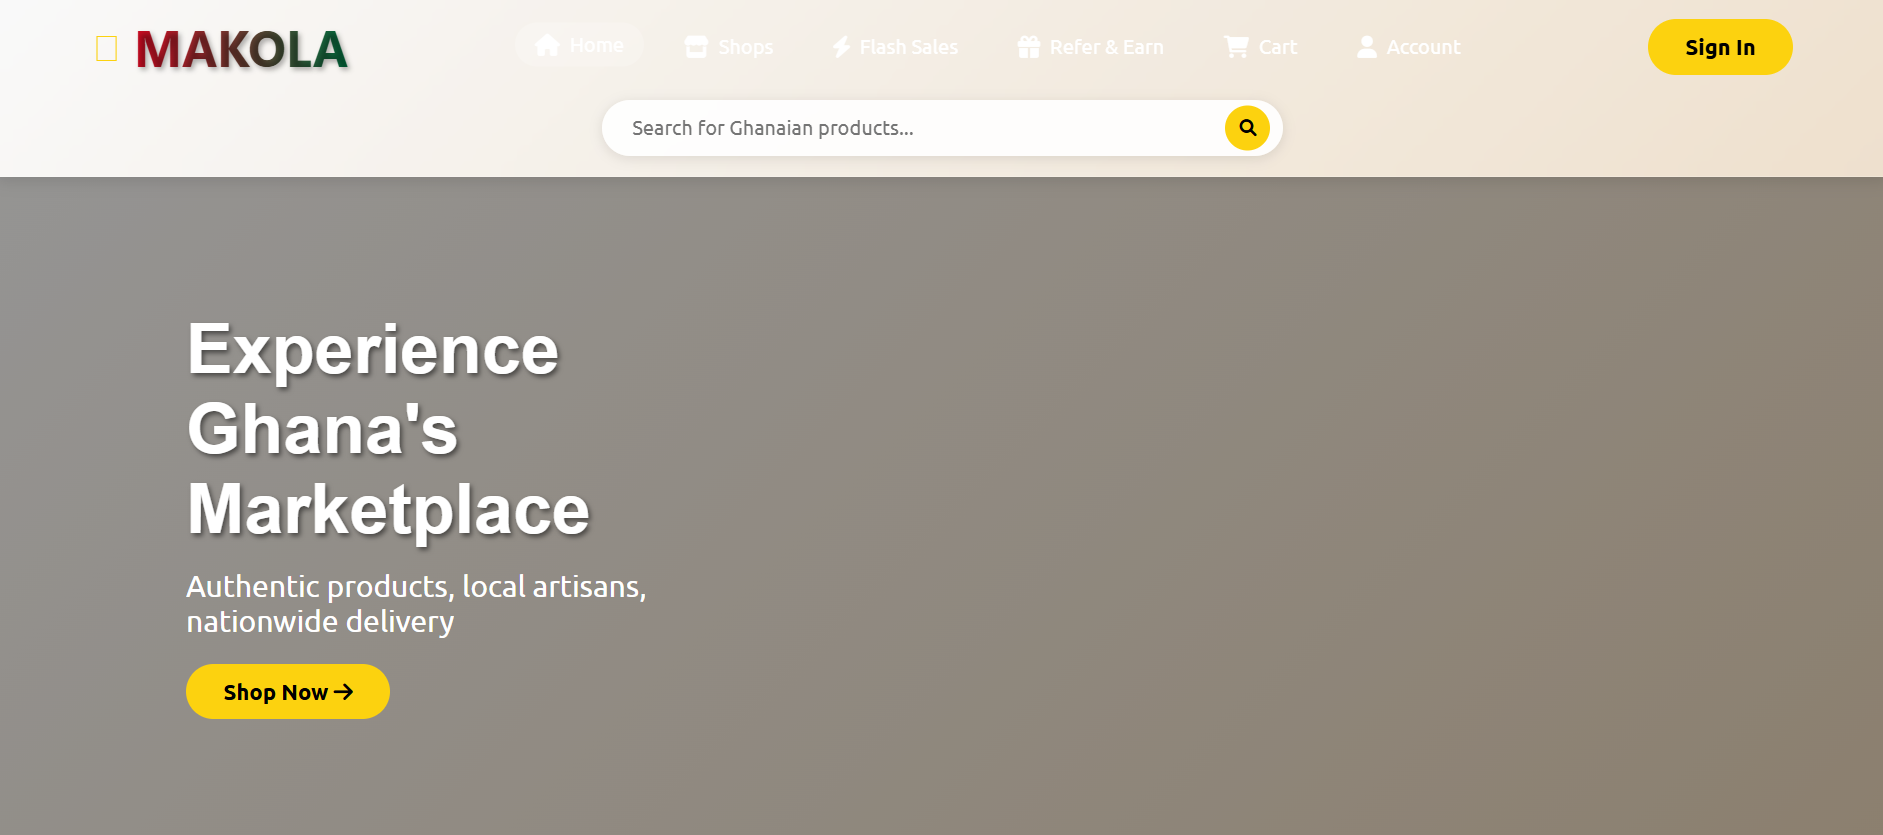 MAKOLA
Home Shops Flash Sales Refer & Earn Cart Account
Sign In
Search for Ghanaian products...
Experience
Ghana's
Marketplace
Authentic products, local artisans,
nationwide delivery
Shop Now